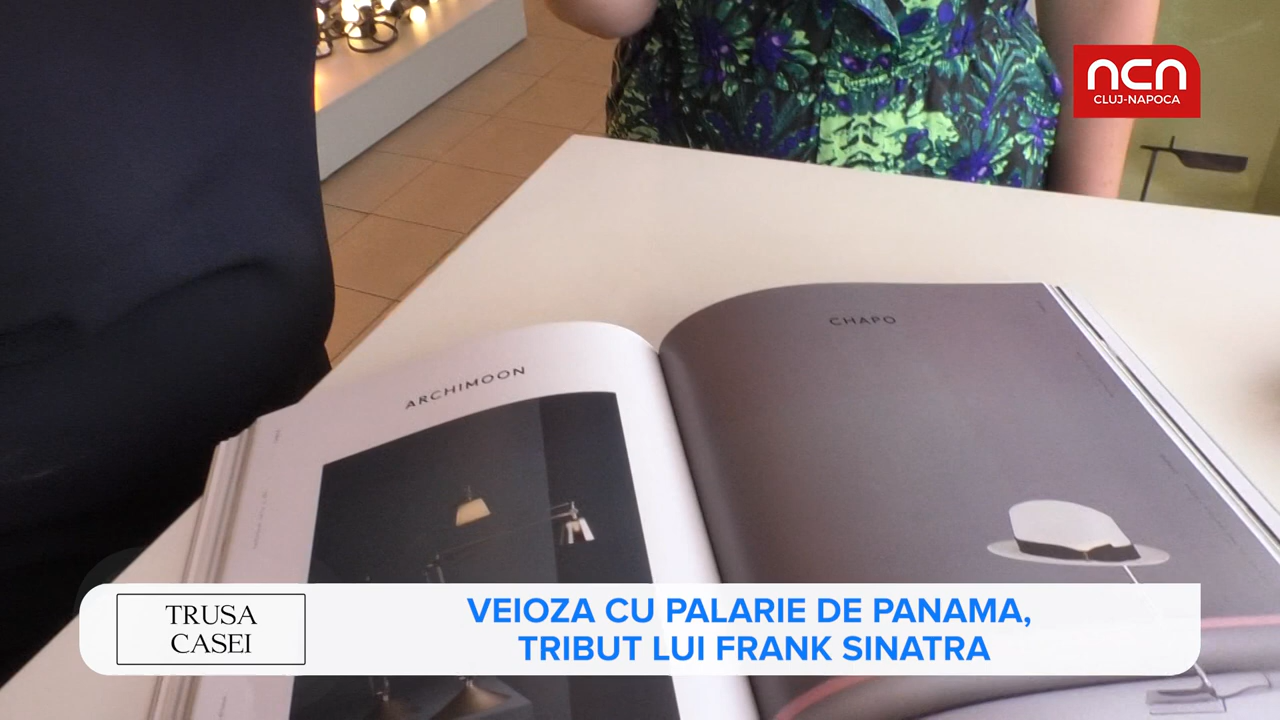 ncn
CLUJ-NAPOCA
CHAPO
ARCHIMOON
TRUSA
CASEI
VEIOZA CU PALARIE DE PANAMA,
TRIBUT LUI FRANK SINATRA